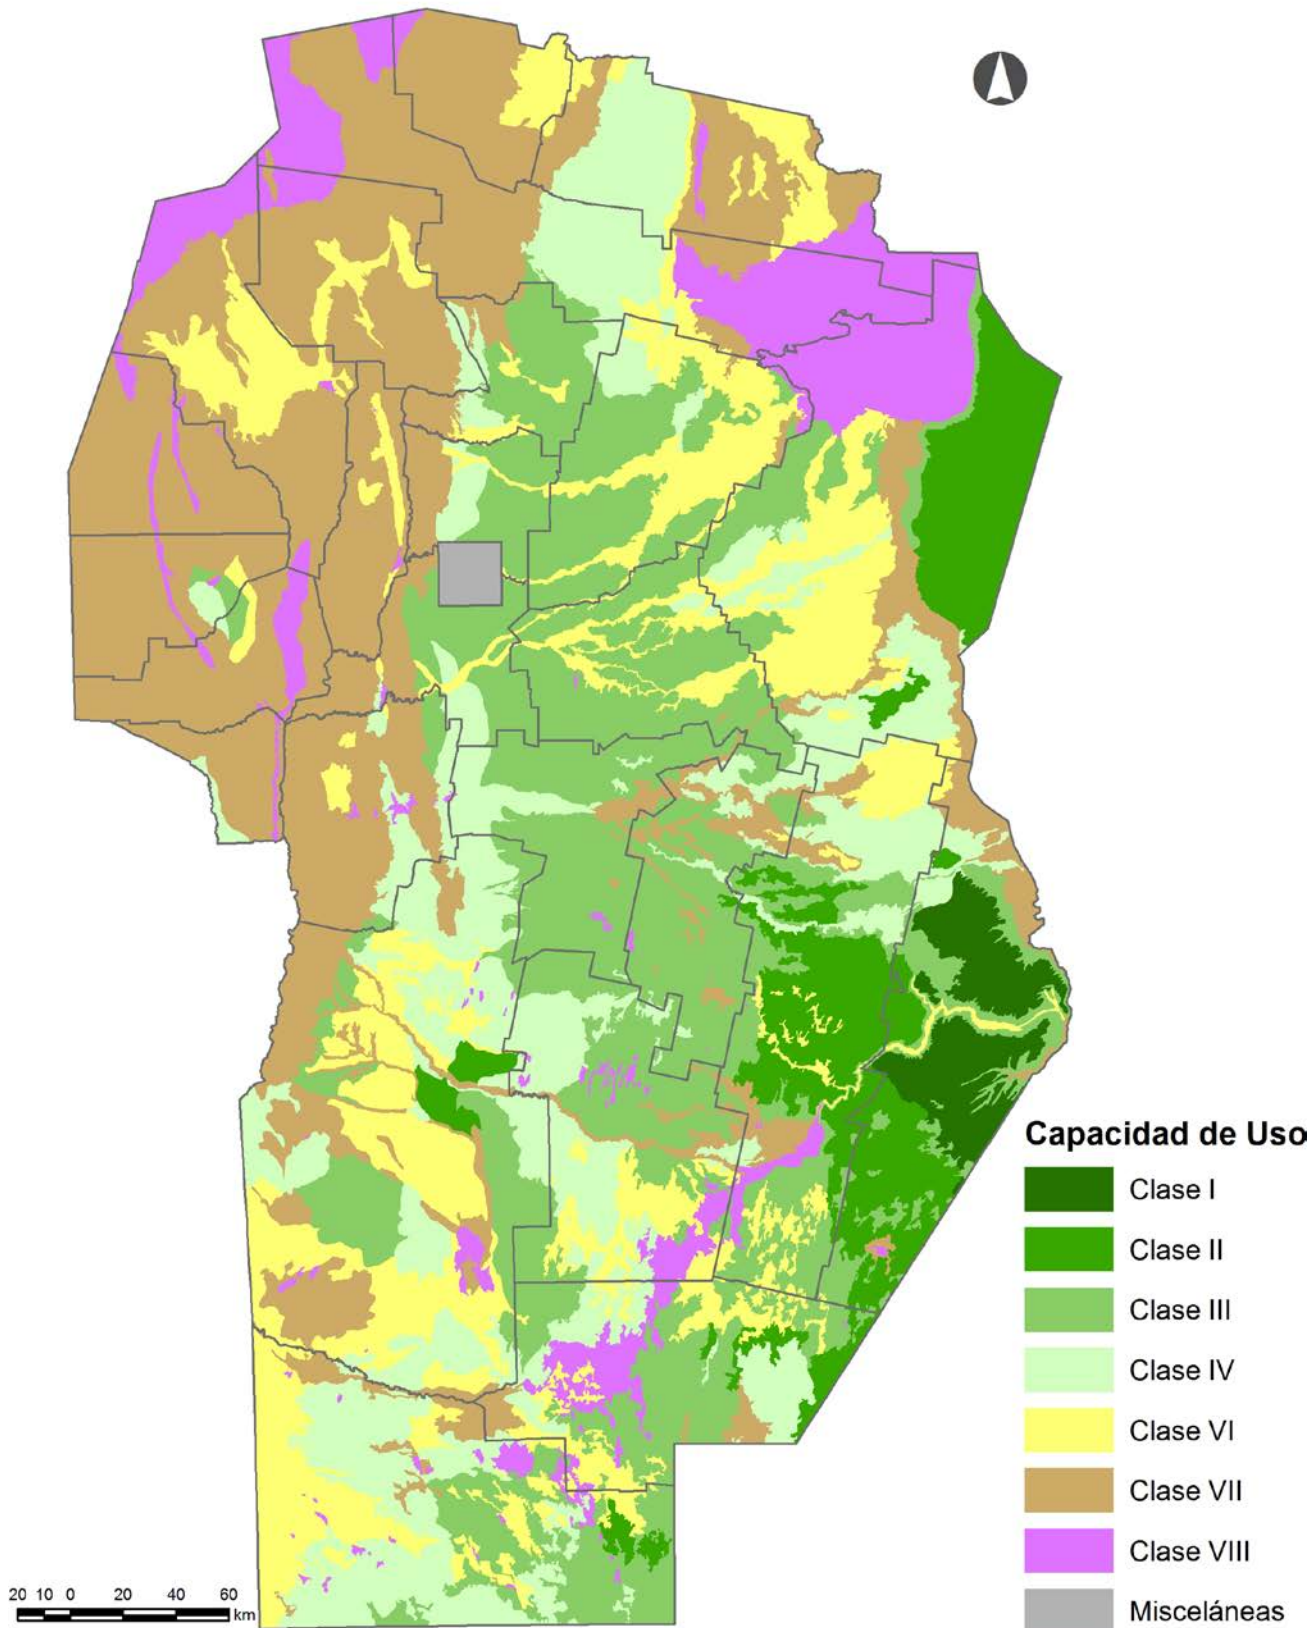 Capacidad de Uso
Clase I
Clase II
Clase III
Clase IV
Clase VI
Clase VII
Clase VIII
Misceláneas
20 10 0 20 40 60
km